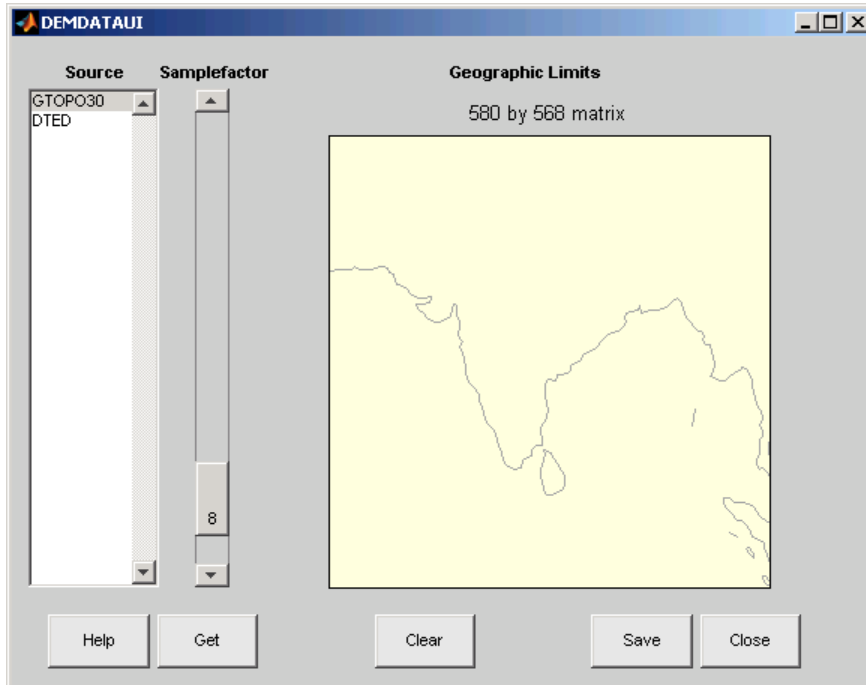 DEMDATAUI
Source Samplefactor Geographic Limits
580 by 568 matrix
GTOPO30
DTED
8
Help Get Clear Save Close